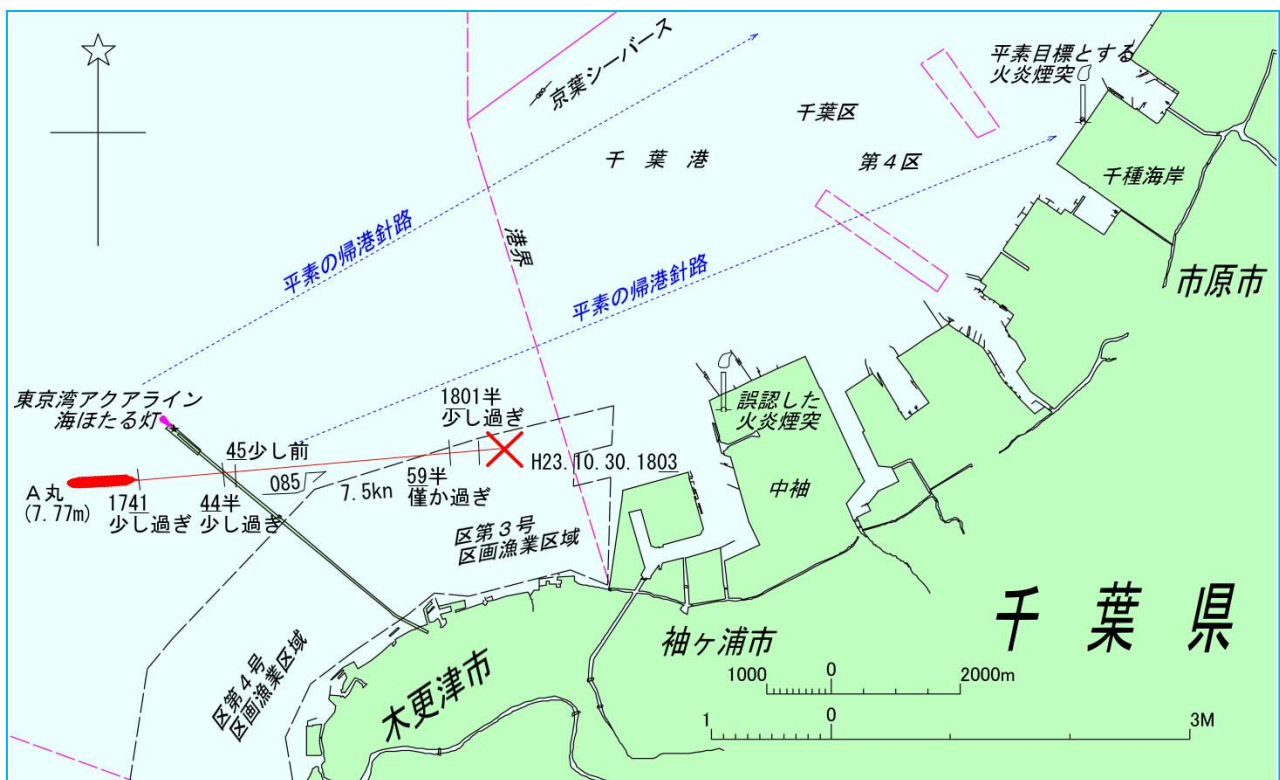 平素目標とする
火炎煙突
京葉シーバース
千葉区
千葉港
第4区
千種海岸
平素の帰港針路
港界
平素の帰港針路
市原市
東京湾アクアライン
海ほたる灯
1801半
少し過ぎ
誤認した
火炎煙突
45少し前
H23.10.30.1803
A丸
(7.77m)
1741
少し過ぎ
44半
少し過ぎ
085
7.5kn
59半
僅か過ぎ
中袖
区第3号
区画漁業区域
千葉県
袖ヶ浦市
区第4号
区画漁業区域
木更津市
1000 0 2000m
1 0 3M